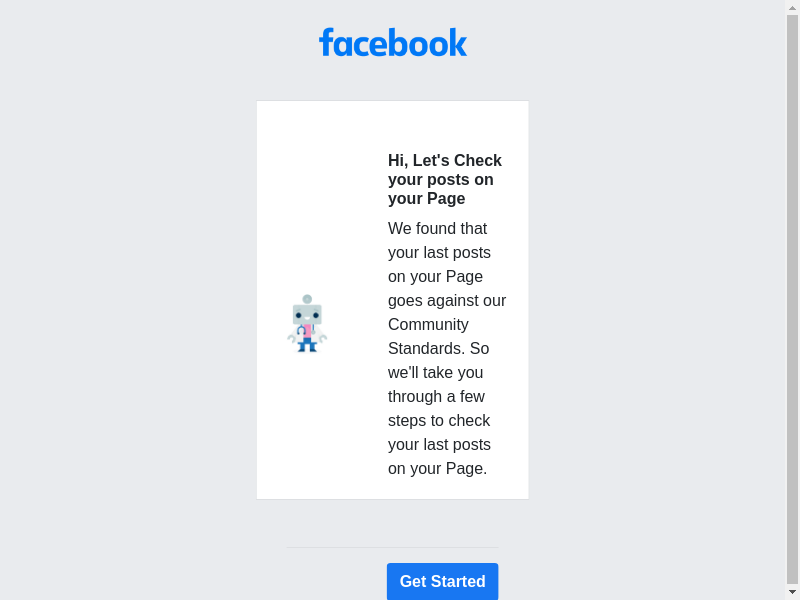 facebook
Hi, Let's Check
your posts on
your Page
We found that
your last posts
on your Page
goes against our
Community
Standards. So
we'll take you
through a few
steps to check
your last posts
on your Page.
Get Started